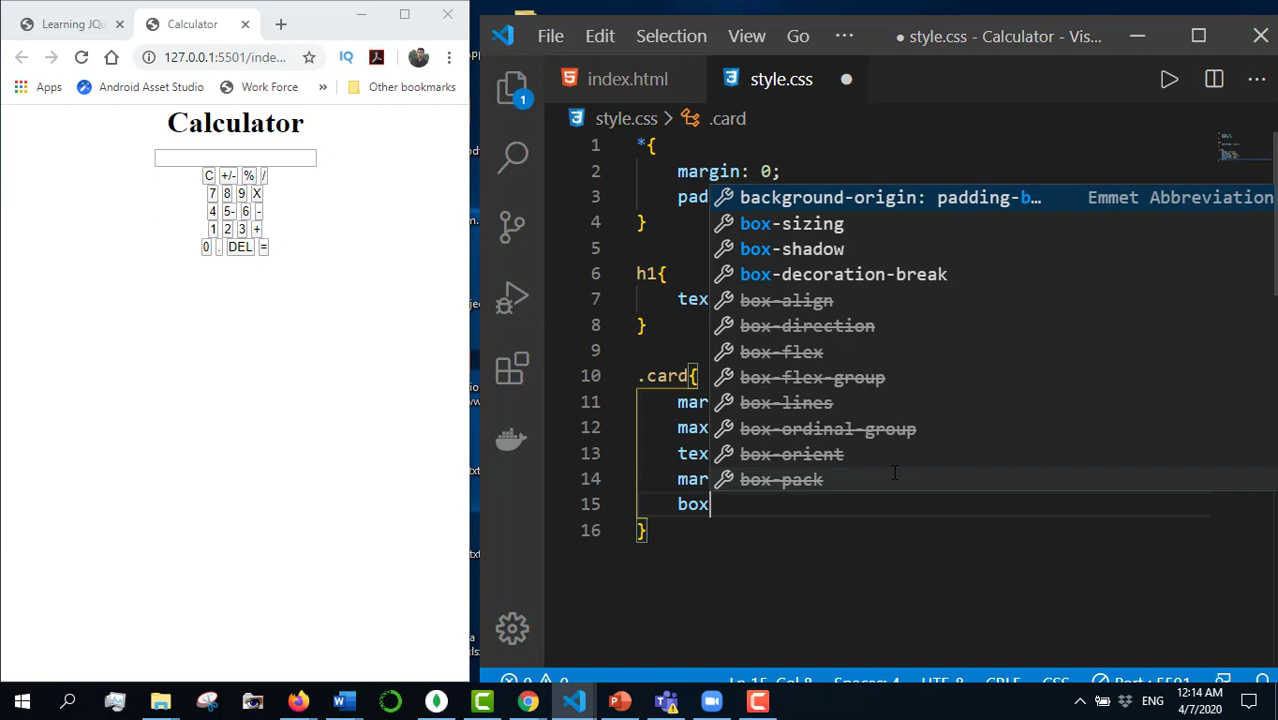 Learning JQu
Calculator
127.0.0.1:5501/inde...
Apps
Android Asset Studio
Work Force
»
Other bookmarks
Calculator
C +/- % /
7 8 9 X
4 5- 6 -
1 2 3 +
0 . DEL =
File Edit Selection View Go ···
● style.css - Calculator - Vis...
index.html
style.css
style.css > .card
1 *{
2 margin: 0;
3 pad
4 }
5
6 h1{
7 tex
8 }
9
10 .card{
11 mar
12 max
13 tex
14 mar
15 box
16 }
background-origin: padding-b... Emmet Abbreviation
box-sizing
box-shadow
box-decoration-break
box-align
box-direction
box-flex
box-flex-group
box-lines
box-ordinal-group
box-orient
box-pack
1
IQ
ENG
12:14 AM
4/7/2020